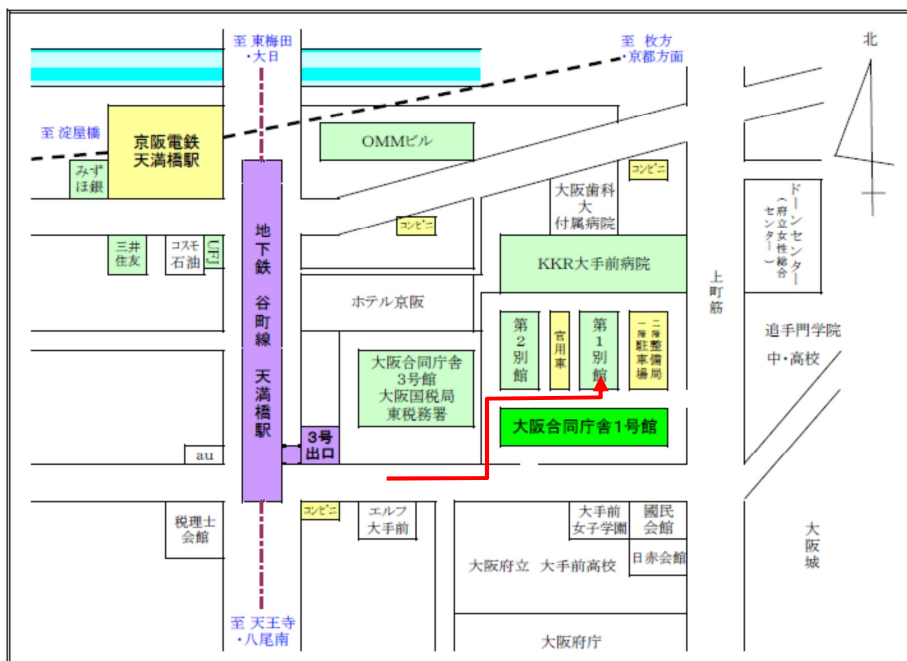 至 東梅田
・大日
至 枚方
・京都方面
北
至 淀屋橋
京阪電鉄
天満橋駅
OMMビル
みず
ほ銀
コンビニ
大阪歯科
大
付属病院
ドーンセンター
(府立女性総合
センター)
コンビニ
三井
住友
コスモ
石油
UFJ
地下鉄 谷町線 天満橋駅
KKR大手前病院
上町筋
ホテル京阪
第2別館
官用車
第1別館
二階整備局
一階駐車場
追手門学院
中・高校
大阪合同庁舎
3号館
大阪国税局
東税務署
大阪合同庁舎1号館
3号
出口
au
コンビニ
エルフ
大手前
税理士
会館
大手前
女子学園
國民
会館
日赤会館
大阪府立 大手前高校
大阪城
至 天王寺
・八尾南
大阪府庁